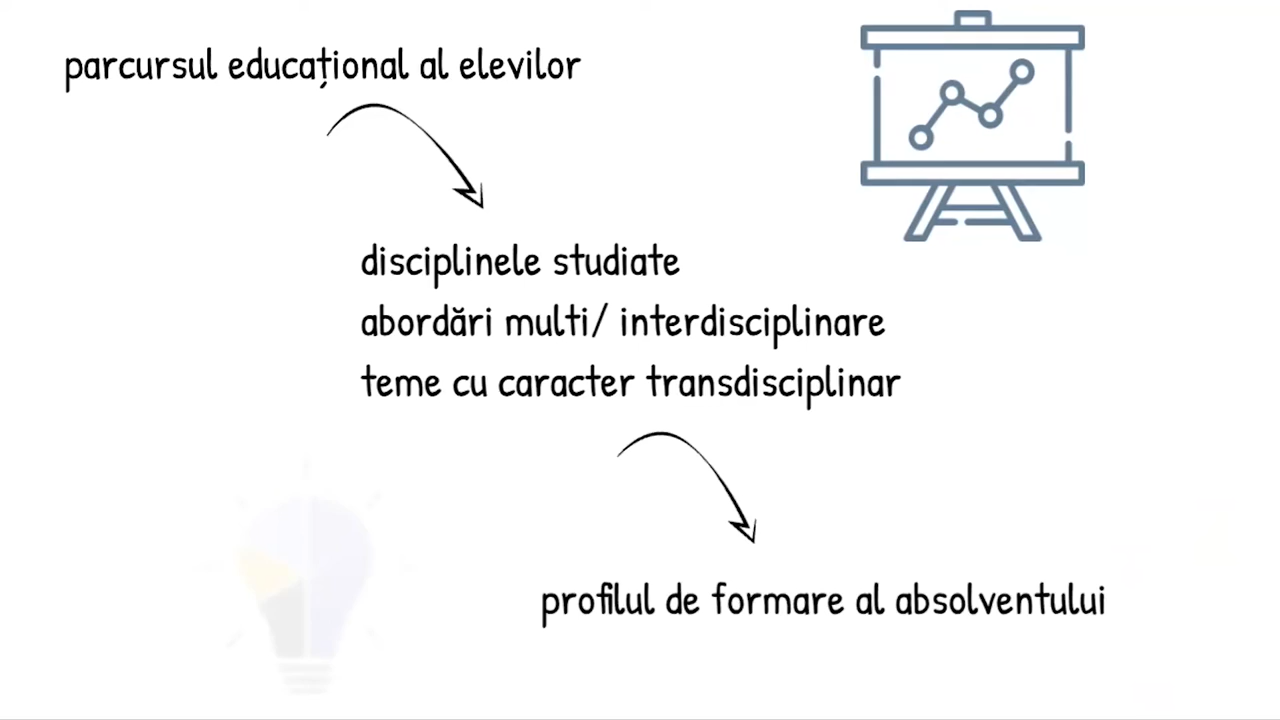 parcursul educațional al elevilor
disciplinele studiate
abordări multi/ interdisciplinare
teme cu caracter transdisciplinar
profilul de formare al absolventului